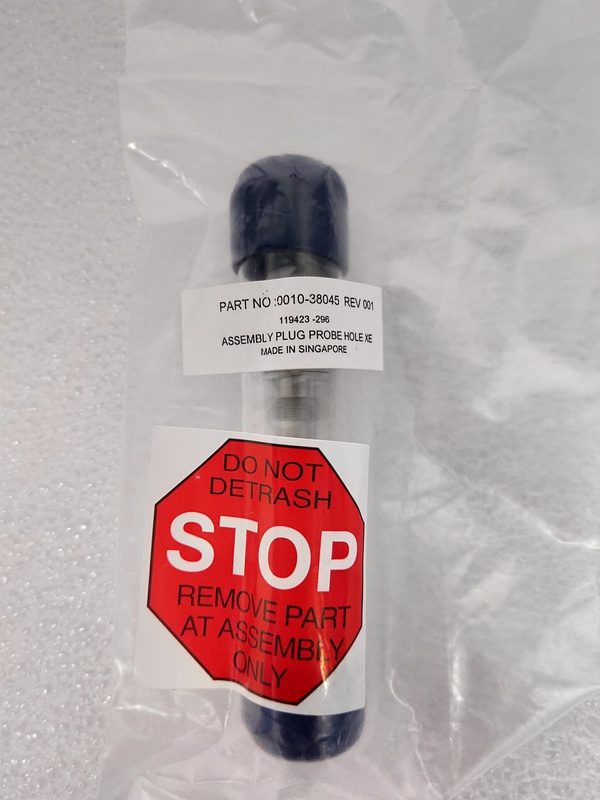 PART NO :0010-38045 REV 001
119423 -296
ASSEMBLY PLUG PROBE HOLE XE
MADE IN SINGAPORE
DO NOT
DETRASH
STOP
REMOVE PART
AT ASSEMBLY
ONLY